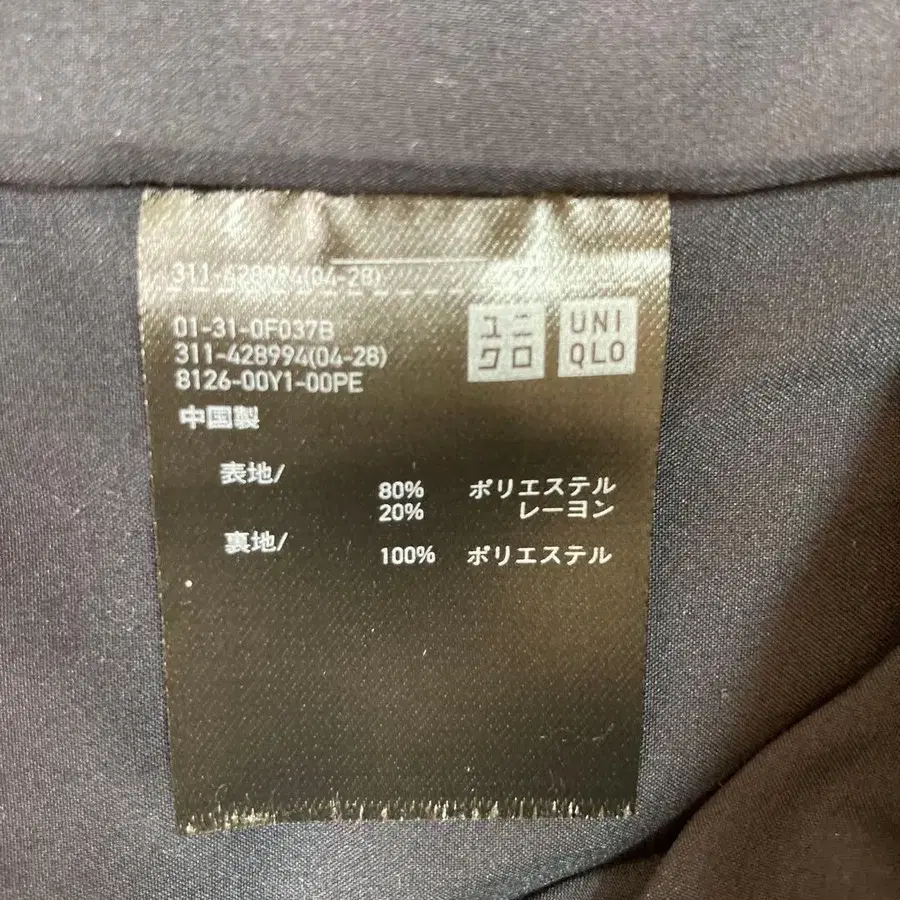 311-428994(04-28)
01-31-0F037B
311-428994(04-28)
8126-00Y1-00PE
ユニ
クロ
UNI
QLO
中国製
表地/
80% ポリエステル
20% レーヨン
裏地/
100% ポリエステル